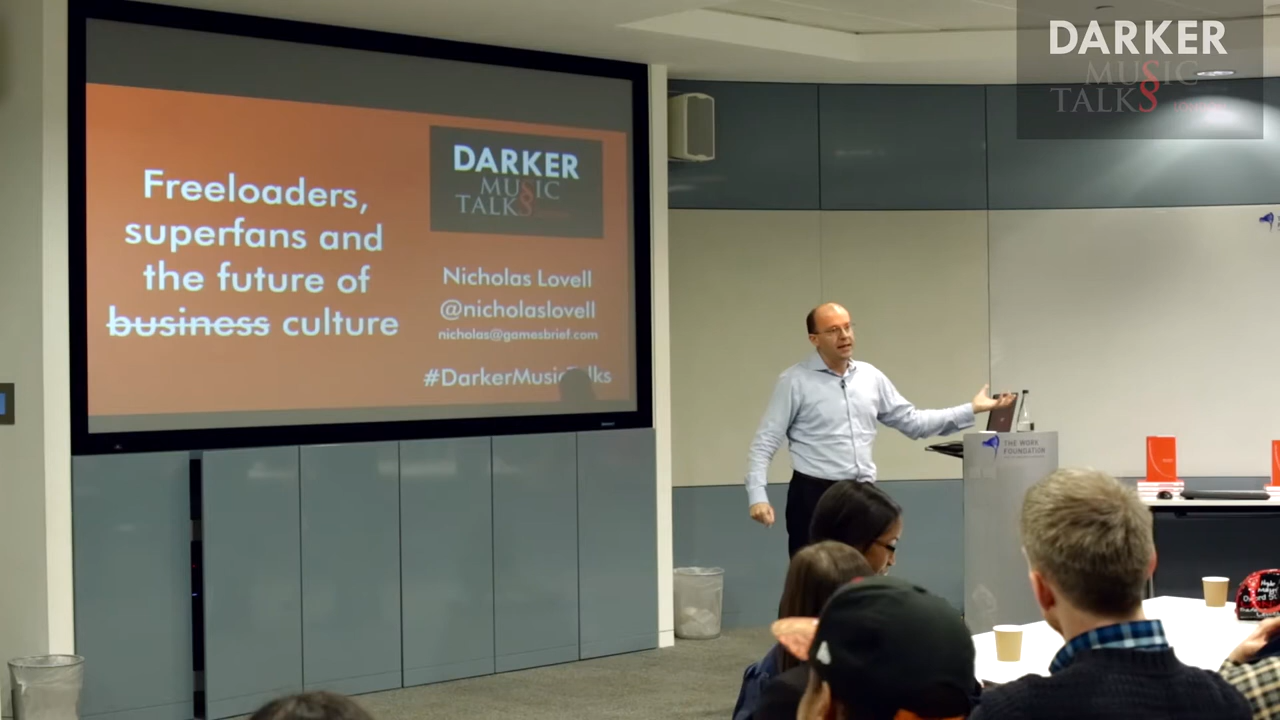 DARKER
MUSIC
TALKS
Freeloaders,
superfans and
the future of
business culture
DARKER
MUSIC
TALKS
Nicholas Lovell
@nicholaslovell
nicholas@gamesbrief.com
THE WORK
FOUNDATION